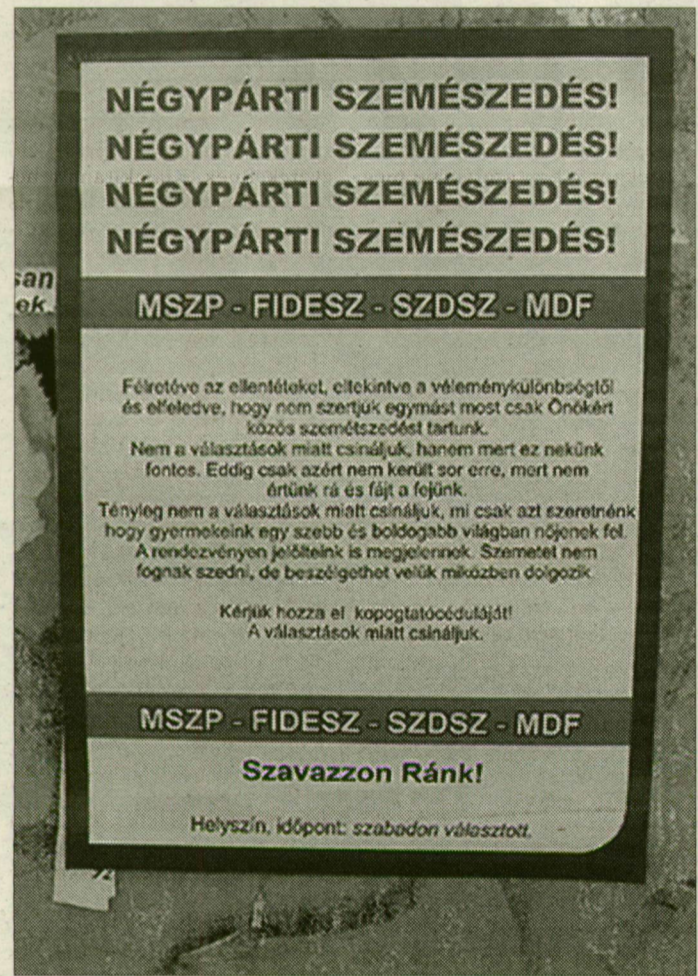 NÉGYPÁRTI SZEMÉSZEDÉS!
NÉGYPÁRTI SZEMÉSZEDÉS!
NÉGYPÁRTI SZEMÉSZEDÉS!
NÉGYPÁRTI SZEMÉSZEDÉS!
san
ek
MSZP - FIDESZ - SZDSZ - MDF
Félretéve az ellentéteket, eltekintve a véleménykülönbségtől
és elfeledve, hogy nem szertjük egymást most csak Önökért
közös szemétszedést tartunk.
Nem a választások miatt csináljuk, hanem mert ez nekünk
fontos. Eddig csak azért nem került sor erre, mert nem
értünk rá és fájt a fejünk.
Tényleg nem a választások miatt csináljuk, mi csak azt szeretnénk
hogy gyermekeink egy szebb és boldogabb világban nőjenek fel.
A rendezvényen jelölteink is megjelennek. Szemetet nem
fognak szedni, de beszélgethet velük miközben dolgozik.
Kérjük hozza el kopogtatócéduláját!
A választások miatt csináljuk.
MSZP - FIDESZ - SZDSZ - MDF
Szavazzon Ránk!
Helyszín, időpont: szabadon választott.